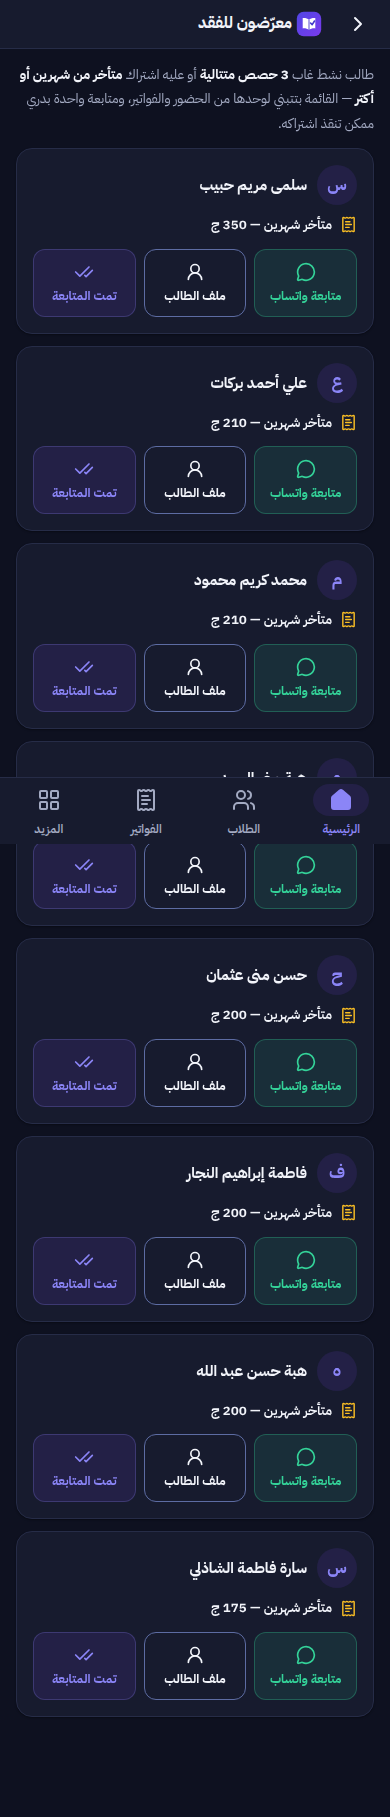 معرّضون للفقد
طالب نشط غاب 3 حصص متتالية أو عليه اشتراك متأخر من شهرين أو
أكتر — القائمة بتتبني لوحدها من الحضور والفواتير، ومتابعة واحدة بدري
ممكن تنقذ اشتراكه.
س
سلمى مريم حبيب
متأخر شهرين — 350 ج
متابعة واتساب
ملف الطالب
تمت المتابعة
ع
علي أحمد بركات
متأخر شهرين — 210 ج
متابعة واتساب
ملف الطالب
تمت المتابعة
م
محمد كريم محمود
متأخر شهرين — 210 ج
متابعة واتساب
ملف الطالب
تمت المتابعة
الرئيسية
الطلاب
الفواتير
المزيد
متابعة واتساب
ملف الطالب
تمت المتابعة
ح
حسن منى عثمان
متأخر شهرين — 200 ج
متابعة واتساب
ملف الطالب
تمت المتابعة
ف
فاطمة إبراهيم النجار
متأخر شهرين — 200 ج
متابعة واتساب
ملف الطالب
تمت المتابعة
ه
هبة حسن عبد الله
متأخر شهرين — 200 ج
متابعة واتساب
ملف الطالب
تمت المتابعة
س
سارة فاطمة الشاذلي
متأخر شهرين — 175 ج
متابعة واتساب
ملف الطالب
تمت المتابعة